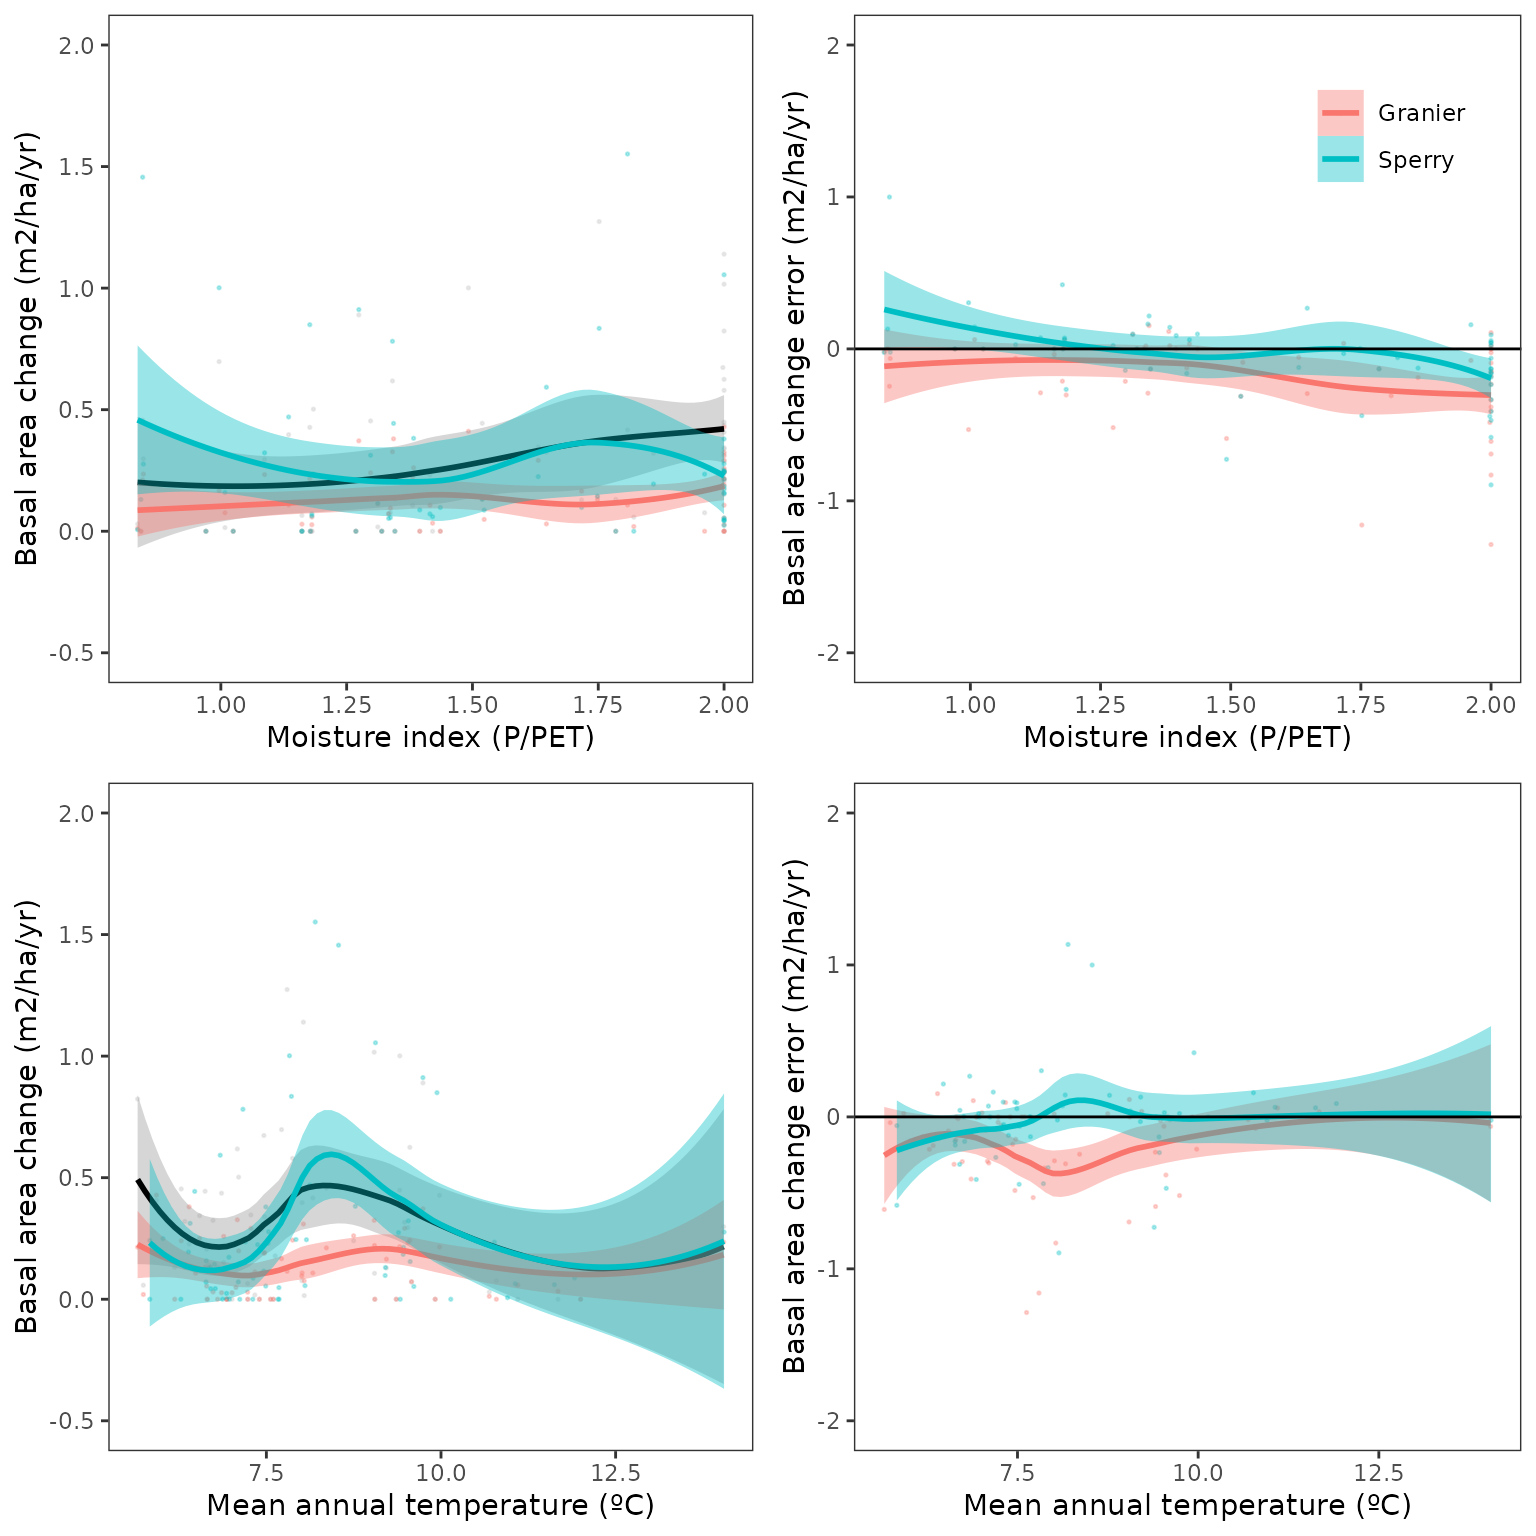 Basal area change (m2/ha/yr)
2.0
1.5
1.0
0.5
0.0
-0.5
1.00 1.25 1.50 1.75 2.00
Moisture index (P/PET)
Basal area change error (m2/ha/yr)
2
1
0
-1
-2
Granier
Sperry
1.00 1.25 1.50 1.75 2.00
Moisture index (P/PET)
Basal area change (m2/ha/yr)
2.0
1.5
1.0
0.5
0.0
-0.5
7.5 10.0 12.5
Mean annual temperature (ºC)
Basal area change error (m2/ha/yr)
2
1
0
-1
-2
7.5 10.0 12.5
Mean annual temperature (ºC)